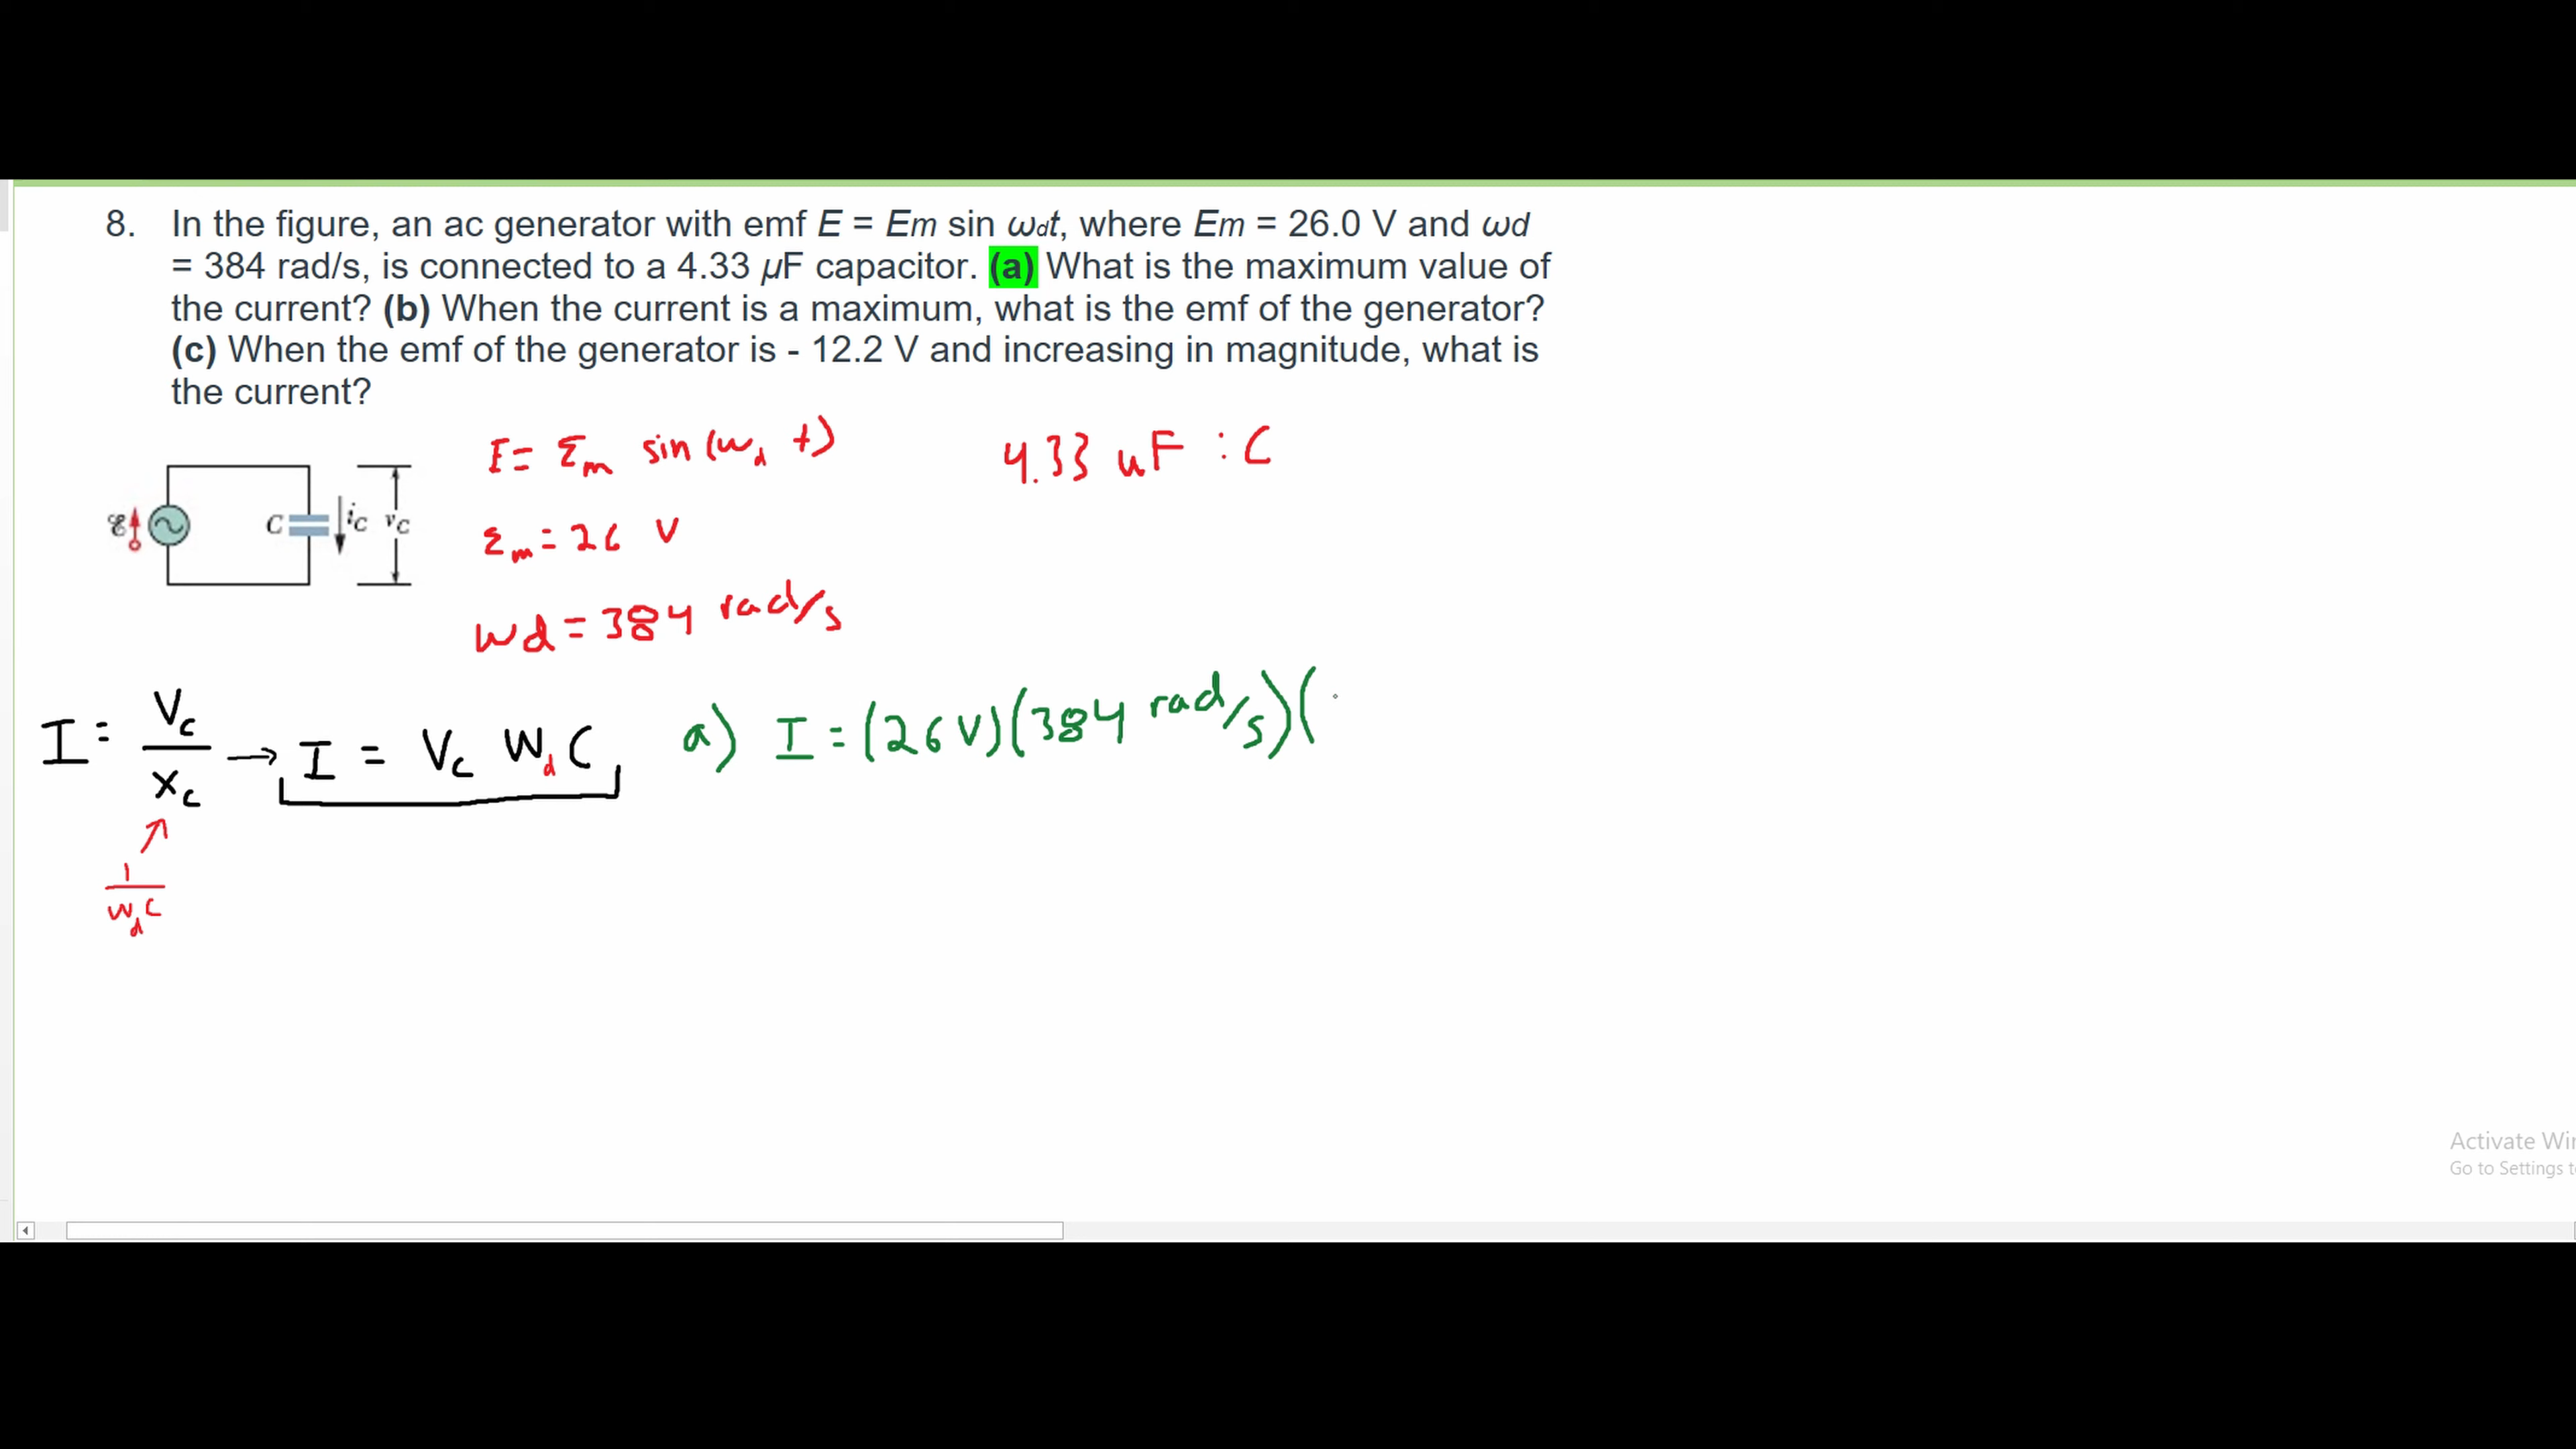 8. In the figure, an ac generator with emf E = Em sin ωdt, where Em = 26.0 V and ωd
= 384 rad/s, is connected to a 4.33 μF capacitor. (a) What is the maximum value of
the current? (b) When the current is a maximum, what is the emf of the generator?
(c) When the emf of the generator is - 12.2 V and increasing in magnitude, what is
the current?
E = Ɛm sin (wd t)
4.33 uF : C
ℰ C iC vC
Ɛm = 26 V
wd = 384 rad/s
I = Vc / Xc → I = Vc Wd C
a) I = (26 V)(384 rad/s)(
1 / wd C
Activate Wi
Go to Settings t